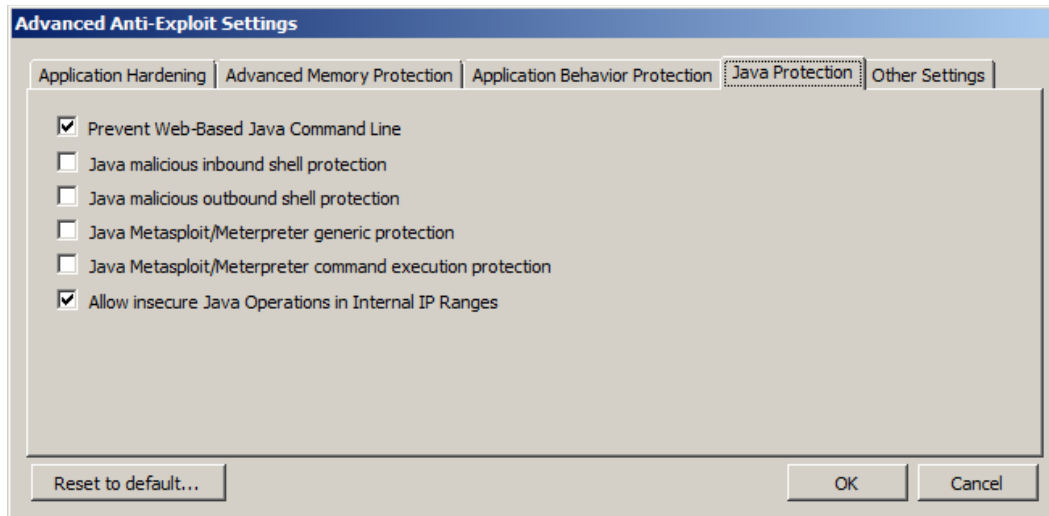 Advanced Anti-Exploit Settings
Application Hardening Advanced Memory Protection Application Behavior Protection Java Protection Other Settings
Prevent Web-Based Java Command Line
Java malicious inbound shell protection
Java malicious outbound shell protection
Java Metasploit/Meterpreter generic protection
Java Metasploit/Meterpreter command execution protection
Allow insecure Java Operations in Internal IP Ranges
Reset to default... OK Cancel